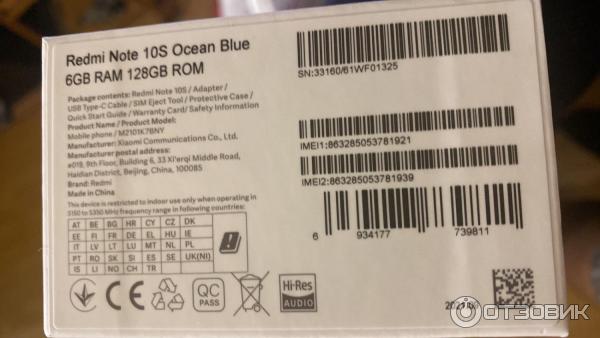 Redmi Note 10S Ocean Blue
6GB RAM 128GB ROM
Package contents: Redmi Note 10S / Adapter /
USB Type-C Cable / SIM Eject Tool / Protective Case /
Quick Start Guide / Warranty Card/ Safety Information
Product Name / Product Model:
Mobile phone / M2101K7BNY
Manufacturer: Xiaomi Communications Co., Ltd.
Manufacturer postal address:
#019, 9th Floor, Building 6, 33 Xi'erqi Middle Road,
Haidian District, Beijing, China, 100085
Brand: Redmi
Made in China
This device is restricted to indoor use only when operating in
5150 to 5350 MHz frequency range in following countries:
AT BE BG HR CY CZ DK
EE FI FR DE EL HU IE
IT LV LT LU MT NL PL
PT RO SK SI ES SE UK(NI)
IS LI NO CH TR
CE
QC
PASS
Hi-Res
AUDIO
SN:33160/61WF01325
IMEI1:863285053781921
IMEI2:863285053781939
6 934177 739811
ОТЗОВИК